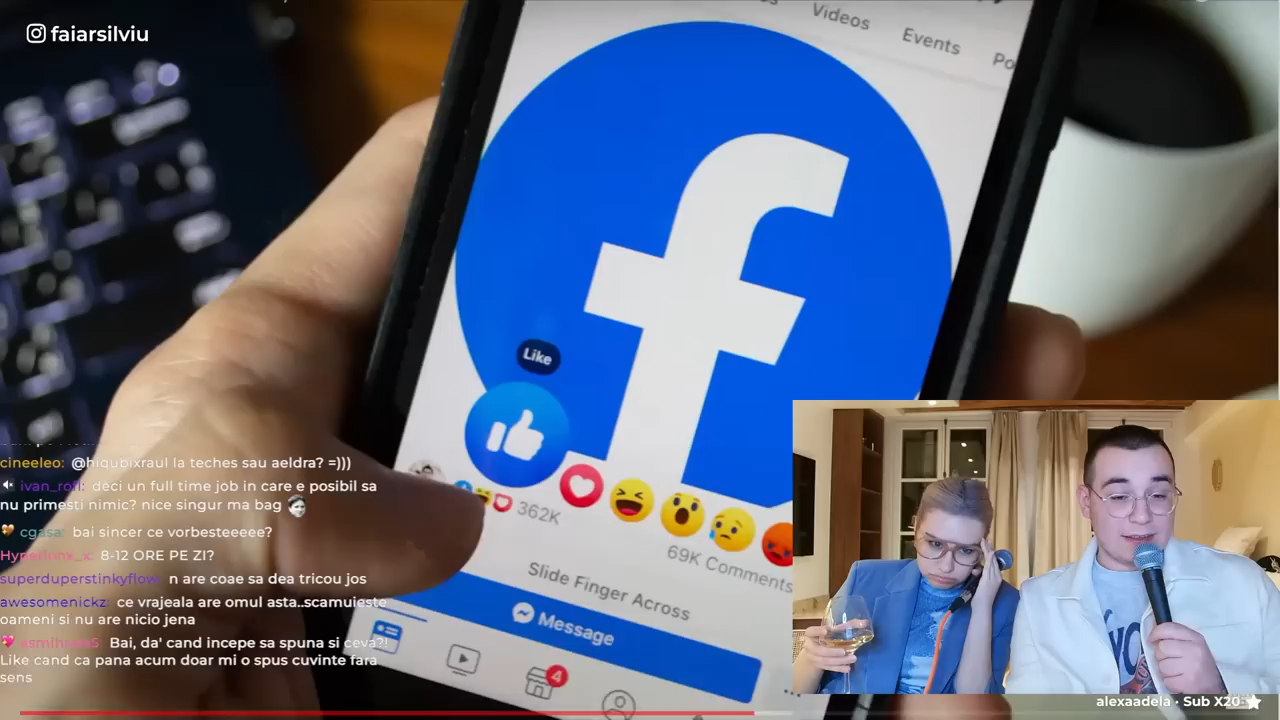 faiarsilviu
Videos
Events
Like
362K
69K Comments
Slide Finger Across
Message
4
cineeleo: @hiqubixraul la teches sau aeldra? =)))
deci un full time job in care e posibil sa
nu primesti nimic? nice singur ma bag
cgasa: bai sincer ce vorbesteeeee?
8-12 ORE PE ZI?
superduperstinkyflow: n are coae sa dea tricou jos
awesomenickz: ce vrajeala are omul asta..scamuieste
oameni si nu are nicio jena
Bai, da' cand incepe sa spuna si ceva?!
Like cand ca pana acum doar mi o spus cuvinte fara
sens
alexaadela • Sub X20